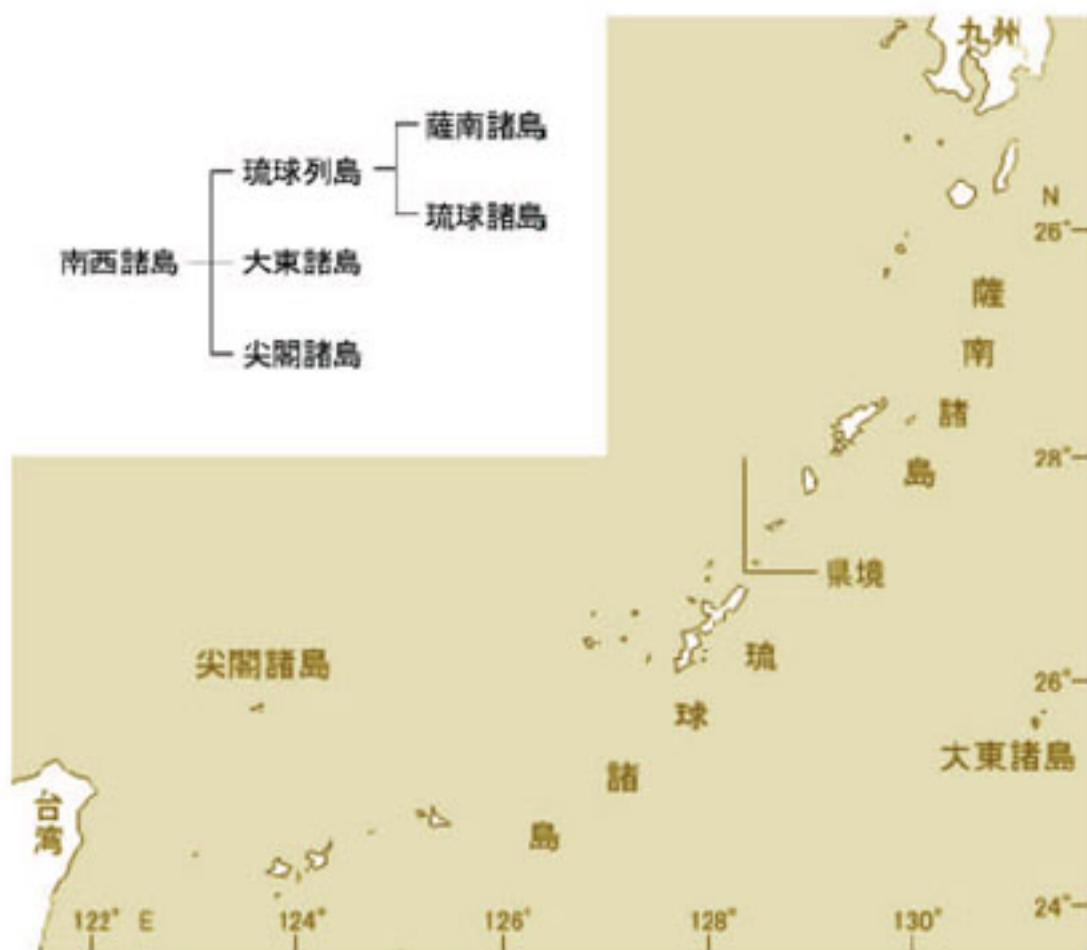 九州
薩南諸島
琉球列島
琉球諸島
南西諸島
大東諸島
尖閣諸島
N
26°
薩南諸島
28°
県境
尖閣諸島
琉球諸島
26°
大東諸島
台湾
122° E
124°
126°
128°
130°
24°